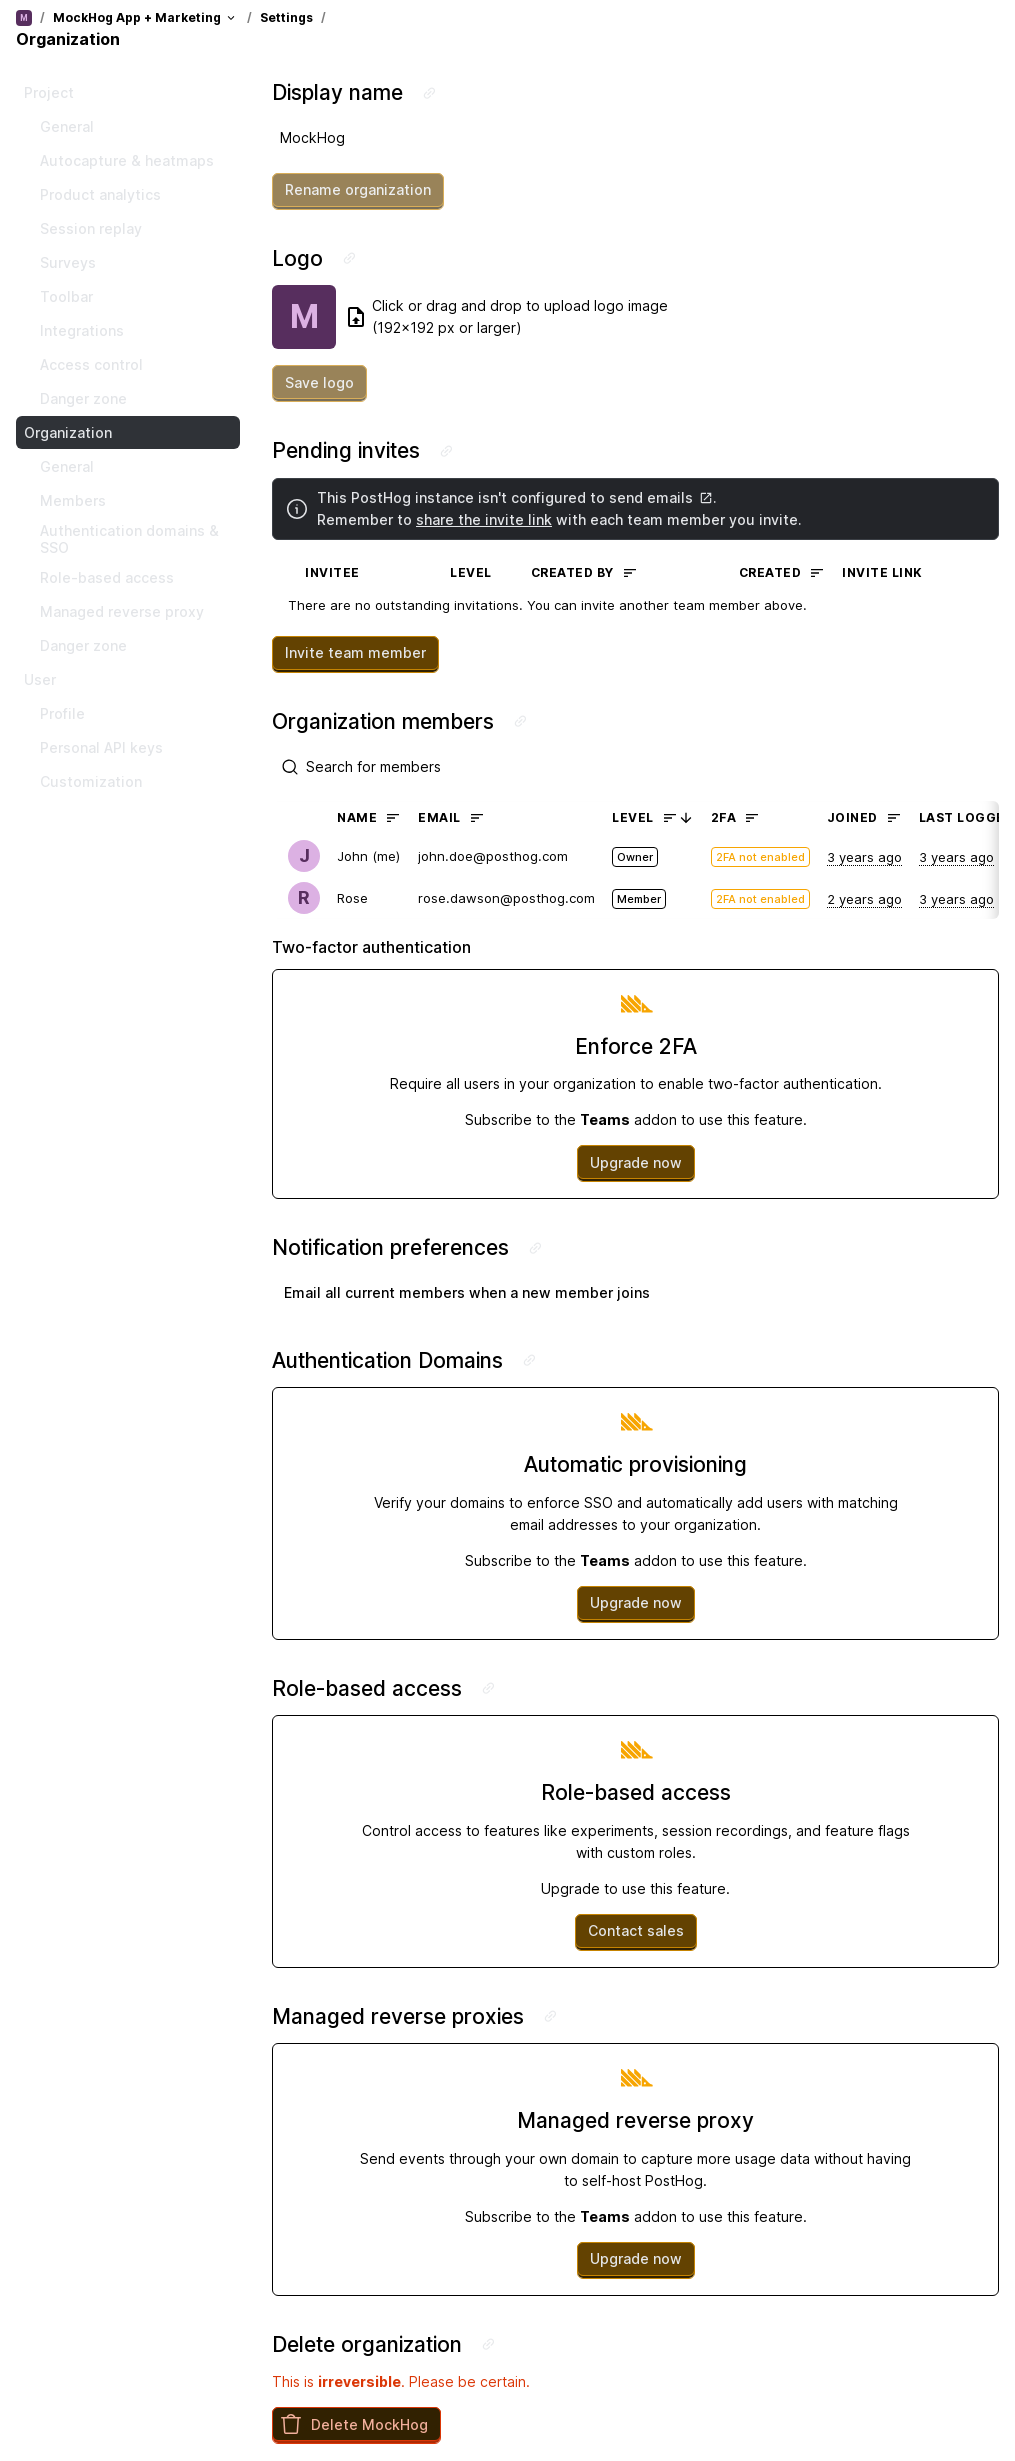 M / MockHog App + Marketing / Settings /
Organization
Project
General
Autocapture & heatmaps
Product analytics
Session replay
Surveys
Toolbar
Integrations
Access control
Danger zone
Organization
General
Members
Authentication domains &
SSO
Role-based access
Managed reverse proxy
Danger zone
User
Profile
Personal API keys
Customization
Display name
MockHog
Rename organization
Logo
M
Click or drag and drop to upload logo image
(192x192 px or larger)
Save logo
Pending invites
This PostHog instance isn't configured to send emails .
Remember to share the invite link with each team member you invite.
INVITEE LEVEL CREATED BY CREATED INVITE LINK
There are no outstanding invitations. You can invite another team member above.
Invite team member
Organization members
Search for members
NAME EMAIL LEVEL 2FA JOINED LAST LOGGE
J John (me) john.doe@posthog.com Owner 2FA not enabled 3 years ago 3 years ago
R Rose rose.dawson@posthog.com Member 2FA not enabled 2 years ago 3 years ago
Two-factor authentication
Enforce 2FA
Require all users in your organization to enable two-factor authentication.
Subscribe to the Teams addon to use this feature.
Upgrade now
Notification preferences
Email all current members when a new member joins
Authentication Domains
Automatic provisioning
Verify your domains to enforce SSO and automatically add users with matching
email addresses to your organization.
Subscribe to the Teams addon to use this feature.
Upgrade now
Role-based access
Role-based access
Control access to features like experiments, session recordings, and feature flags
with custom roles.
Upgrade to use this feature.
Contact sales
Managed reverse proxies
Managed reverse proxy
Send events through your own domain to capture more usage data without having
to self-host PostHog.
Subscribe to the Teams addon to use this feature.
Upgrade now
Delete organization
This is irreversible. Please be certain.
Delete MockHog